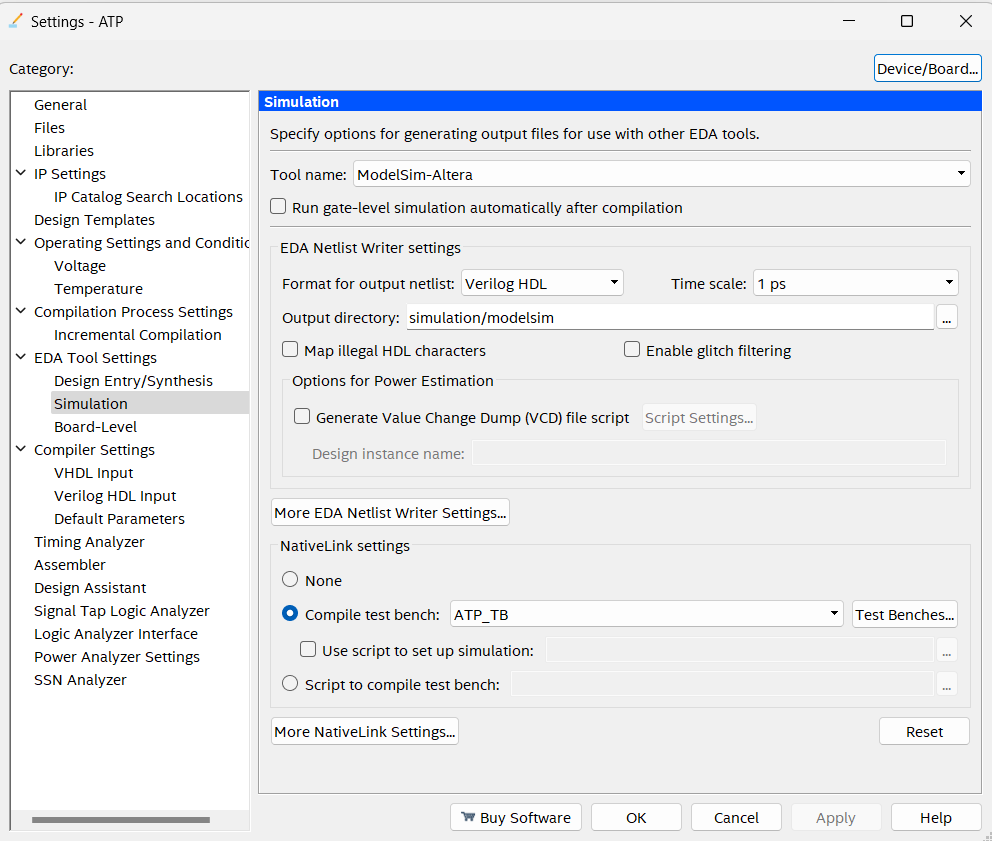 Settings - ATP
Category:
Device/Board...
General
Files
Libraries
IP Settings
IP Catalog Search Locations
Design Templates
Operating Settings and Conditic
Voltage
Temperature
Compilation Process Settings
Incremental Compilation
EDA Tool Settings
Design Entry/Synthesis
Simulation
Board-Level
Compiler Settings
VHDL Input
Verilog HDL Input
Default Parameters
Timing Analyzer
Assembler
Design Assistant
Signal Tap Logic Analyzer
Logic Analyzer Interface
Power Analyzer Settings
SSN Analyzer
Simulation
Specify options for generating output files for use with other EDA tools.
Tool name: ModelSim-Altera
Run gate-level simulation automatically after compilation
EDA Netlist Writer settings
Format for output netlist: Verilog HDL Time scale: 1 ps
Output directory: simulation/modelsim ...
Map illegal HDL characters Enable glitch filtering
Options for Power Estimation
Generate Value Change Dump (VCD) file script Script Settings...
Design instance name:
More EDA Netlist Writer Settings...
NativeLink settings
None
Compile test bench: ATP_TB Test Benches...
Use script to set up simulation: ...
Script to compile test bench: ...
More NativeLink Settings... Reset
Buy Software OK Cancel Apply Help